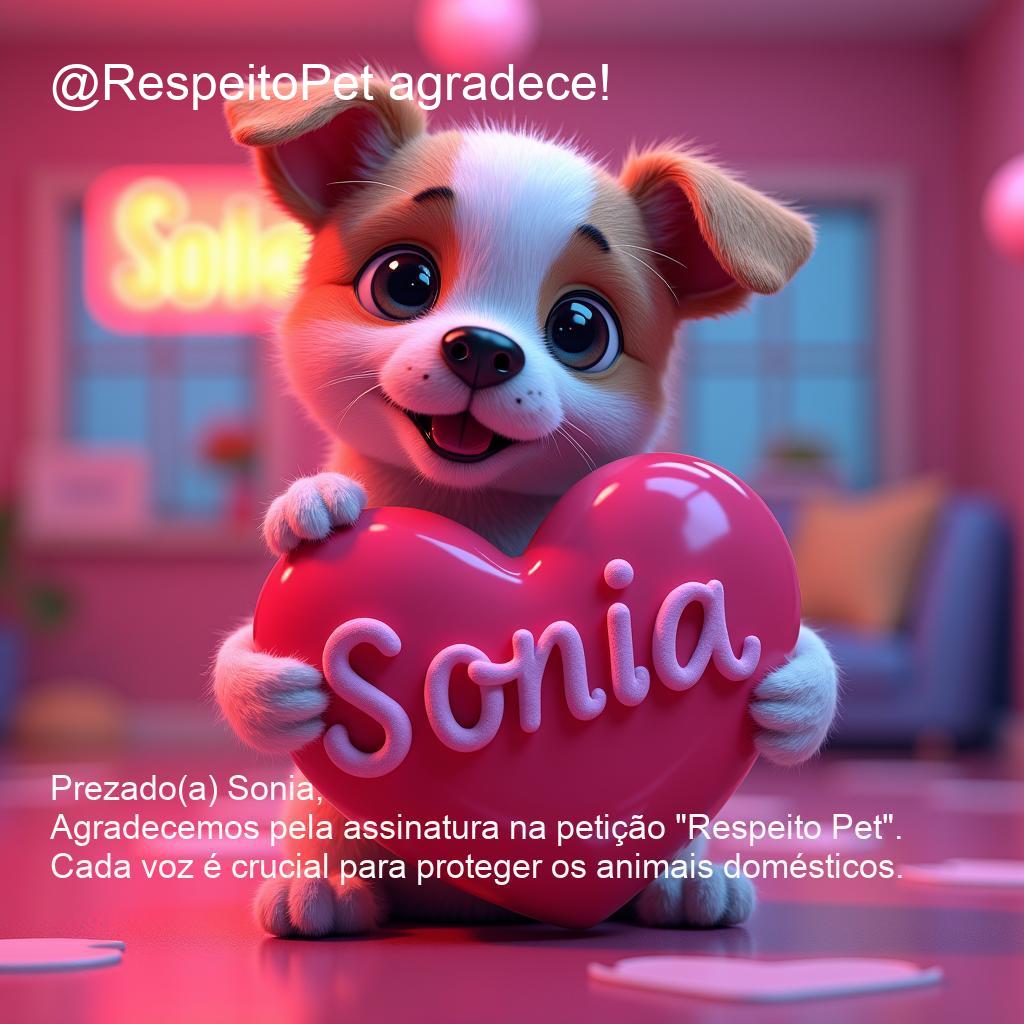 @RespeitoPet agradece!
Sonia
Prezado(a) Sonia,
Agradecemos pela assinatura na petição "Respeito Pet".
Cada voz é crucial para proteger os animais domésticos.